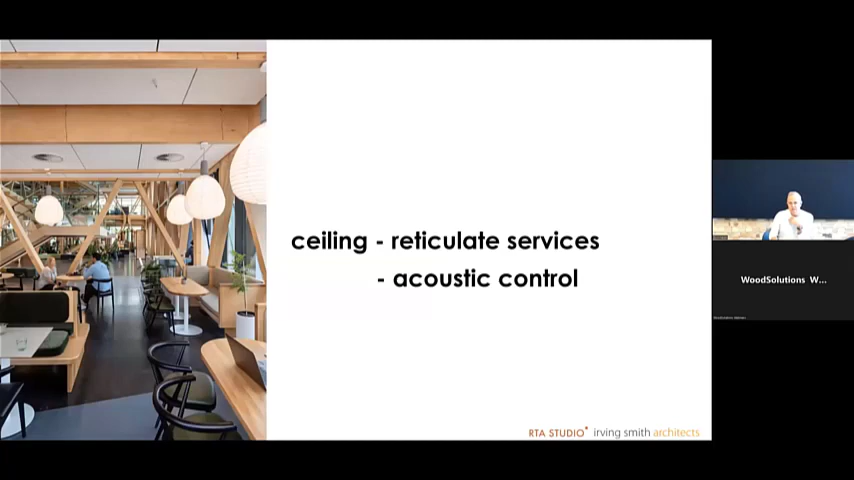 ceiling - reticulate services
- acoustic control
RTA STUDIO irving smith architects
WoodSolutions W...